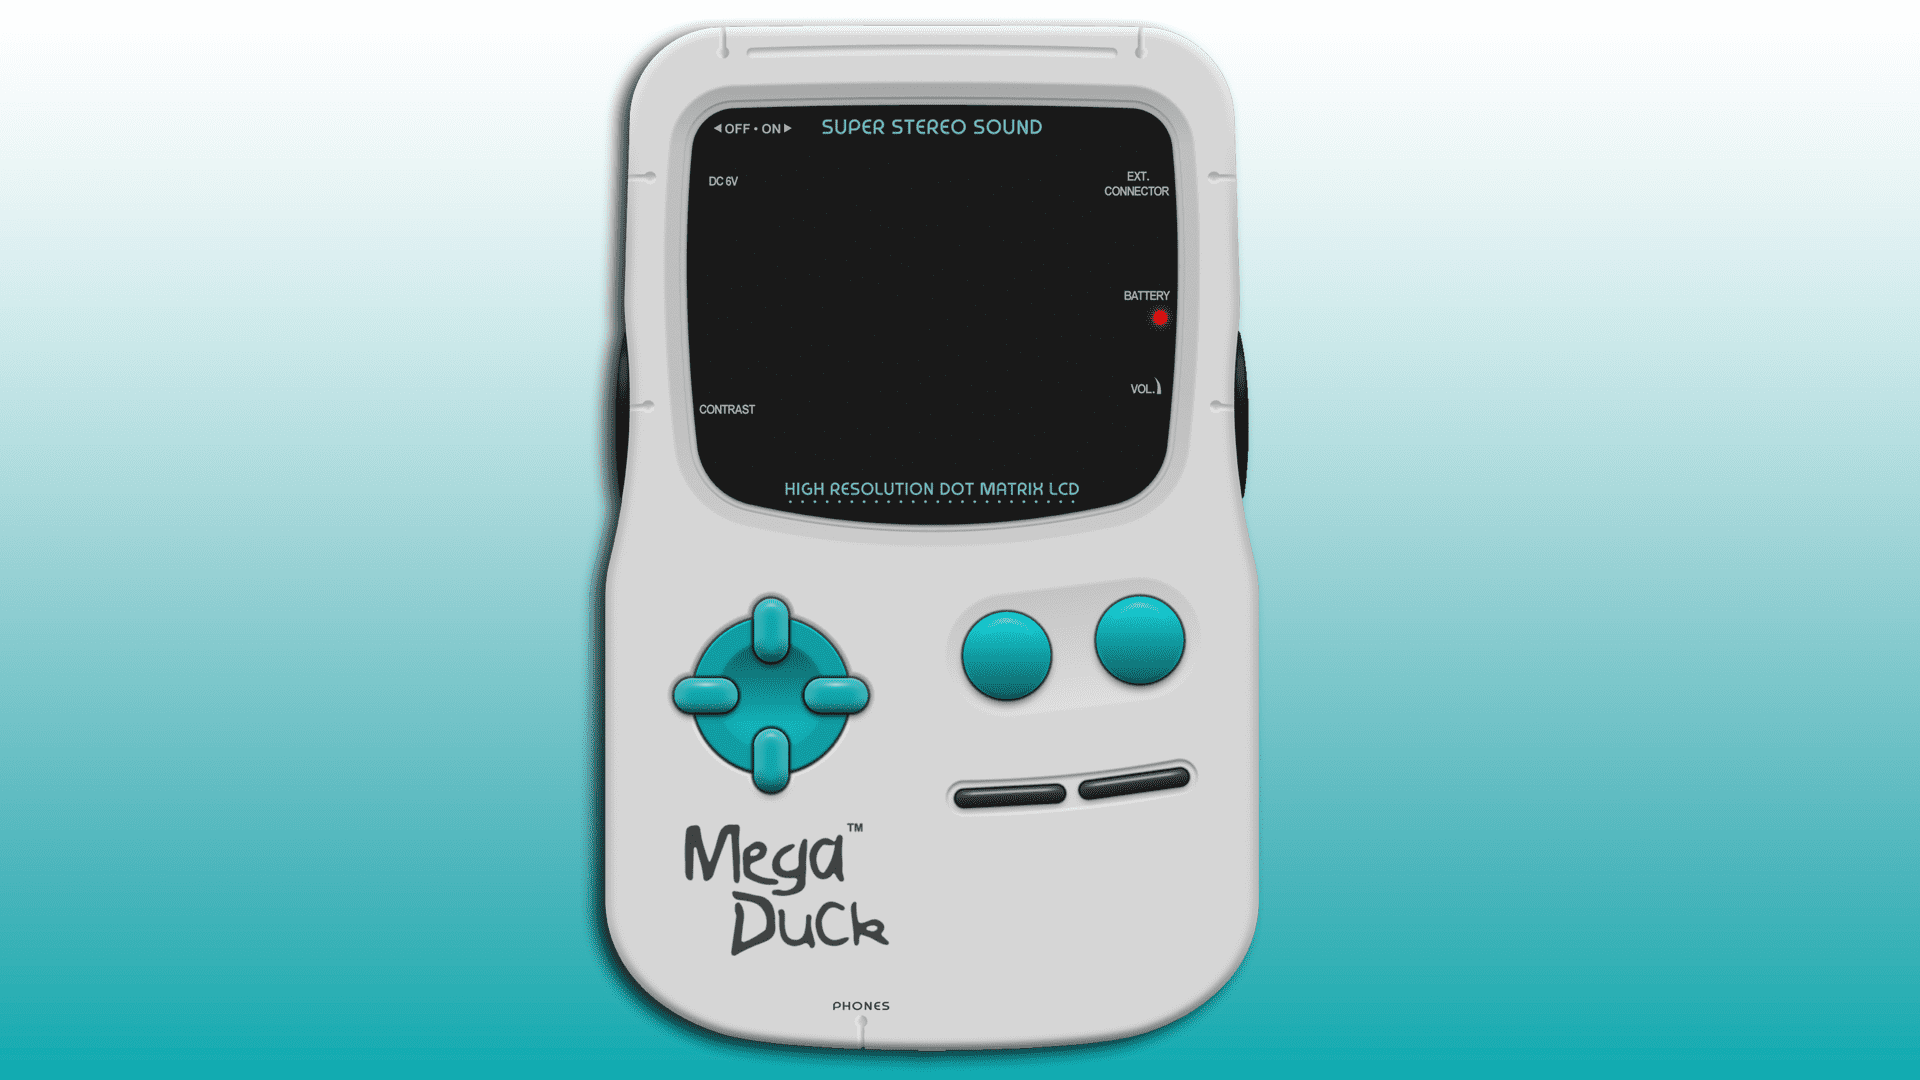 ◀OFF • ON▶ SUPER STEREO SOUND
DC 6V
EXT.
CONNECTOR
BATTERY
VOL.
CONTRAST
HIGH RESOLUTION DOT MATRIX LCD
Mega™
Duck
PHONES